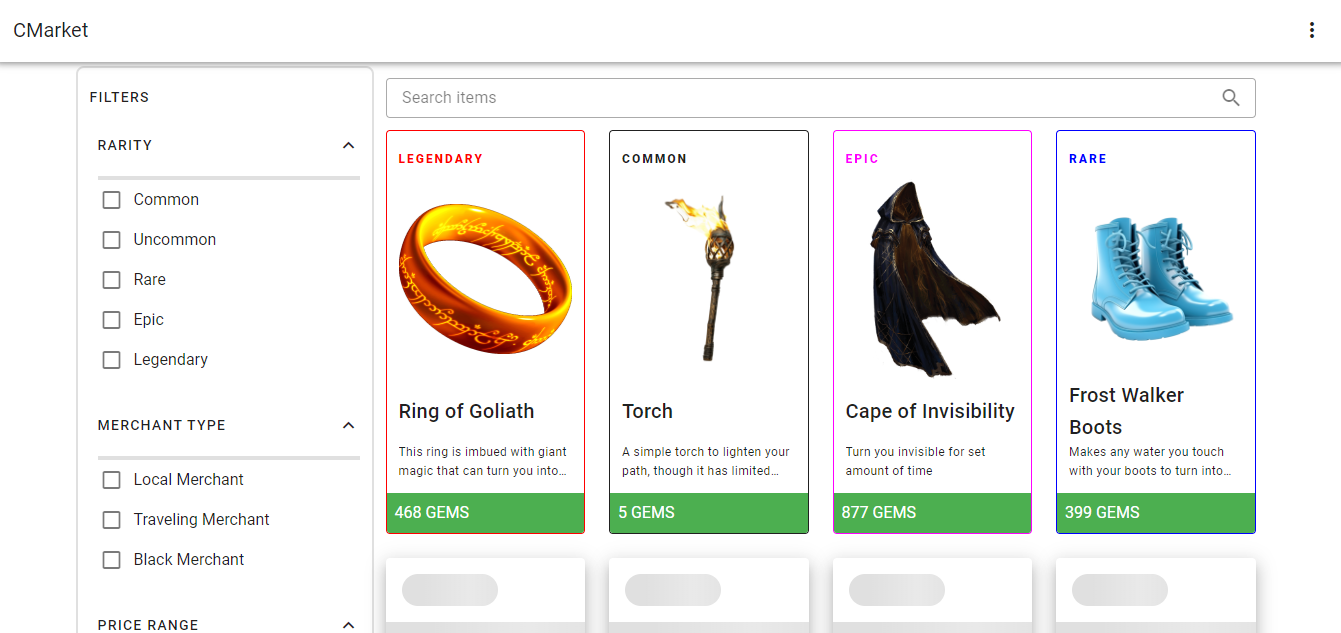 CMarket
FILTERS
RARITY
Common
Uncommon
Rare
Epic
Legendary
MERCHANT TYPE
Local Merchant
Traveling Merchant
Black Merchant
PRICE RANGE
Search items
LEGENDARY
Ring of Goliath
This ring is imbued with giant
magic that can turn you into...
468 GEMS
COMMON
Torch
A simple torch to lighten your
path, though it has limited...
5 GEMS
EPIC
Cape of Invisibility
Turn you invisible for set
amount of time
877 GEMS
RARE
Frost Walker
Boots
Makes any water you touch
with your boots to turn into...
399 GEMS